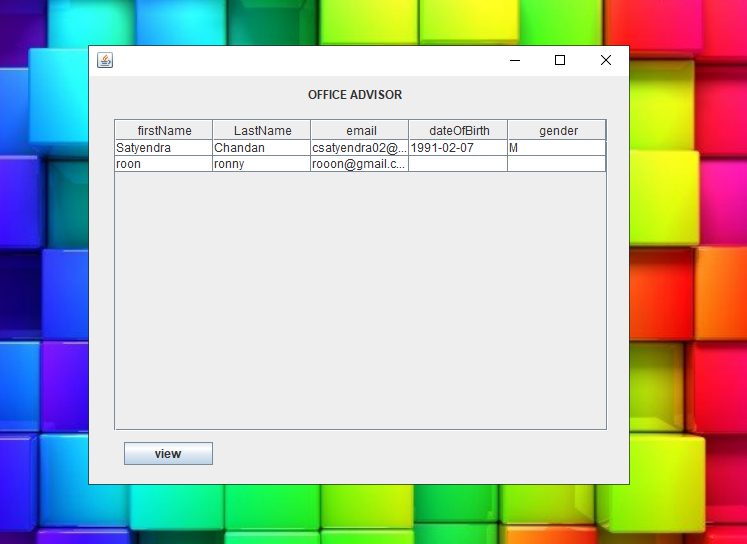 OFFICE ADVISOR
firstName LastName email dateOfBirth gender
Satyendra Chandan csatyendra02@... 1991-02-07 M
roon ronny rooon@gmail.c...
view